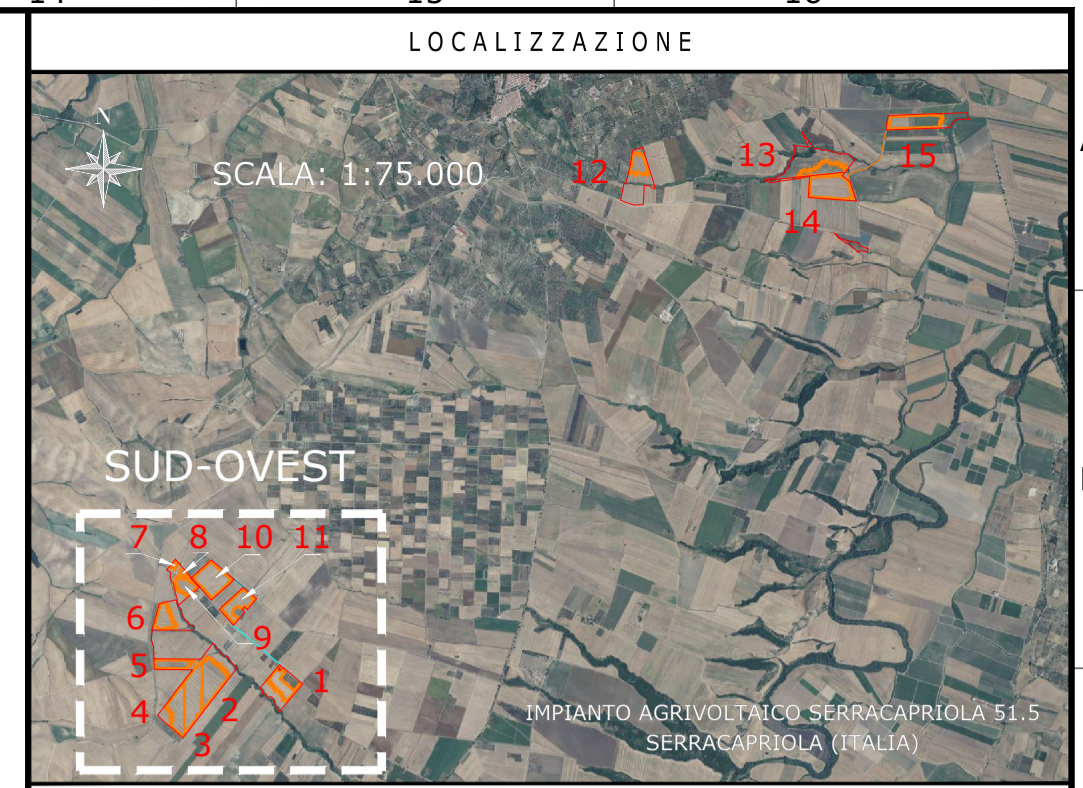 LOCALIZZAZIONE
N
SCALA: 1:75.000
12
13
15
14
SUD-OVEST
7
8
10
11
6
9
5
1
4
2
3
IMPIANTO AGRIVOLTAICO SERRACAPRIOLA 51.5
SERRACAPRIOLA (ITALIA)